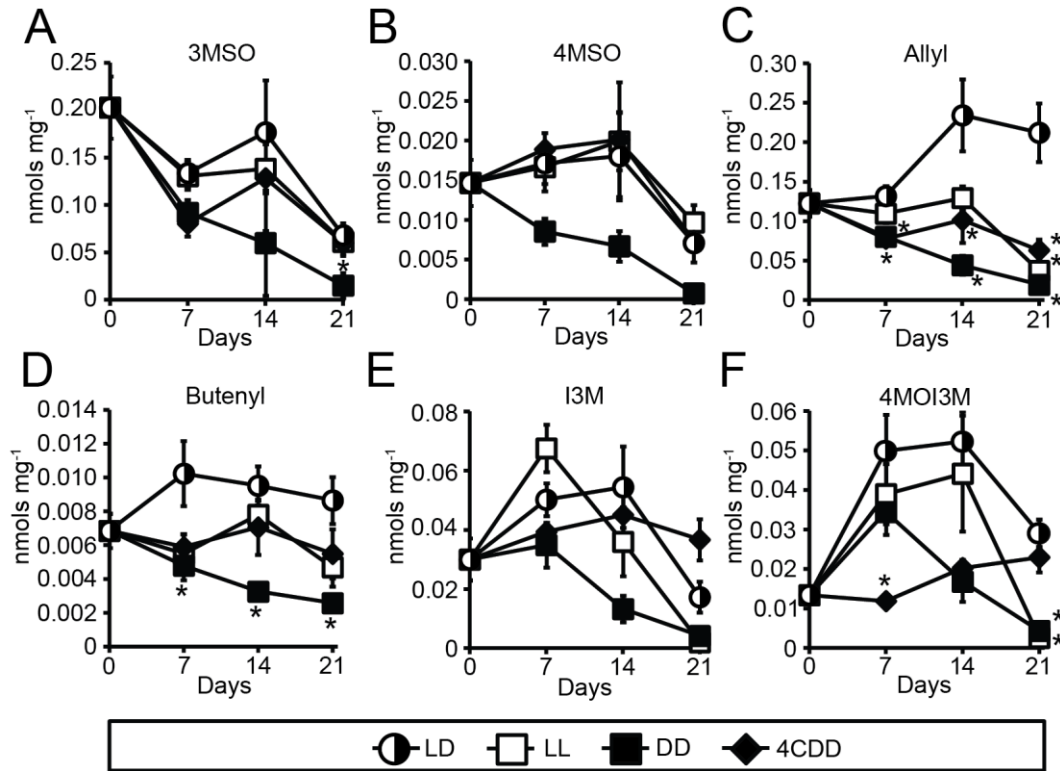 A
3MSO
0.25
0.20
0.15
0.10
0.05
0
nmols mg⁻¹
*
0 7 14 21
Days
B
4MSO
0.030
0.025
0.020
0.015
0.010
0.005
0
nmols mg⁻¹
0 7 14 21
Days
C
Allyl
0.30
0.25
0.20
0.15
0.10
0.05
0
nmols mg⁻¹
* * * * * * *
0 7 14 21
Days
D
Butenyl
0.014
0.012
0.010
0.008
0.006
0.004
0.002
0
nmols mg⁻¹
* * *
0 7 14 21
Days
E
I3M
0.08
0.06
0.04
0.02
0
nmols mg⁻¹
0 7 14 21
Days
F
4MOI3M
0.06
0.05
0.04
0.03
0.02
0.01
0
nmols mg⁻¹
* * *
0 7 14 21
Days
LD LL DD 4CDD